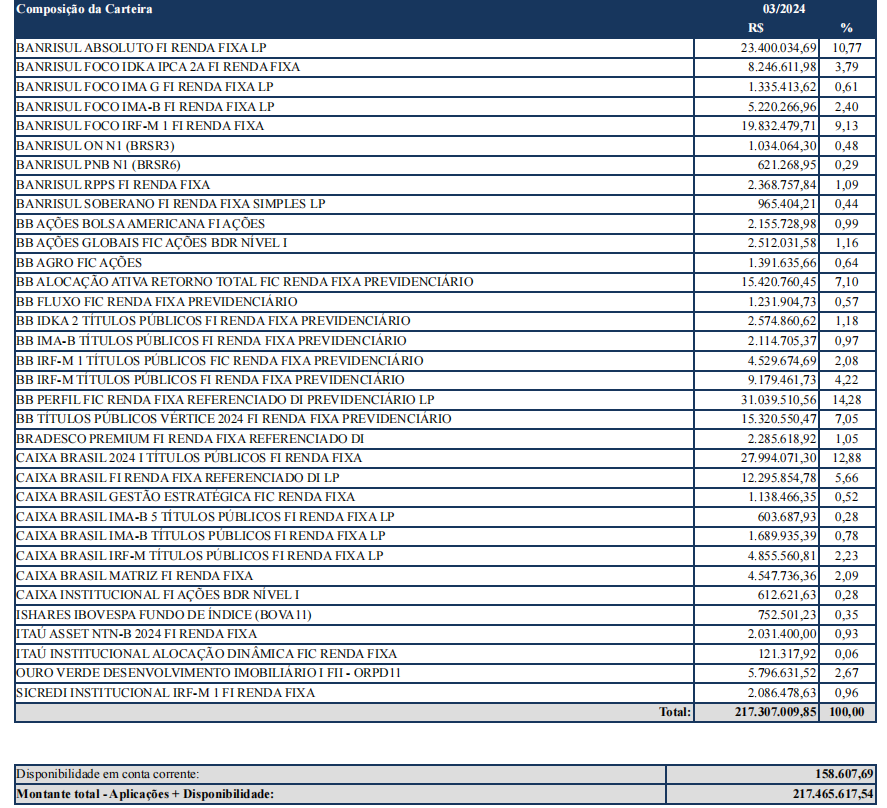 Composição da Carteira 03/2024
R$ %
BANRISUL ABSOLUTO FI RENDA FIXA LP 23.400.034,69 10,77
BANRISUL FOCO IDKA IPCA 2A FI RENDA FIXA 8.246.611,98 3,79
BANRISUL FOCO IMA G FI RENDA FIXA LP 1.335.413,62 0,61
BANRISUL FOCO IMA-B FI RENDA FIXA LP 5.220.266,96 2,40
BANRISUL FOCO IRF-M 1 FI RENDA FIXA 19.832.479,71 9,13
BANRISUL ON N1 (BRSR3) 1.034.064,30 0,48
BANRISUL PNB N1 (BRSR6) 621.268,95 0,29
BANRISUL RPPS FI RENDA FIXA 2.368.757,84 1,09
BANRISUL SOBERANO FI RENDA FIXA SIMPLES LP 965.404,21 0,44
BB AÇÕES BOLSA AMERICANA FI AÇÕES 2.155.728,98 0,99
BB AÇÕES GLOBAIS FIC AÇÕES BDR NÍVEL I 2.512.031,58 1,16
BB AGRO FIC AÇÕES 1.391.635,66 0,64
BB ALOCAÇÃO ATIVA RETORNO TOTAL FIC RENDA FIXA PREVIDENCIÁRIO 15.420.760,45 7,10
BB FLUXO FIC RENDA FIXA PREVIDENCIÁRIO 1.231.904,73 0,57
BB IDKA 2 TÍTULOS PÚBLICOS FI RENDA FIXA PREVIDENCIÁRIO 2.574.860,62 1,18
BB IMA-B TÍTULOS PÚBLICOS FI RENDA FIXA PREVIDENCIÁRIO 2.114.705,37 0,97
BB IRF-M 1 TÍTULOS PÚBLICOS FIC RENDA FIXA PREVIDENCIÁRIO 4.529.674,69 2,08
BB IRF-M TÍTULOS PÚBLICOS FI RENDA FIXA PREVIDENCIÁRIO 9.179.461,73 4,22
BB PERFIL FIC RENDA FIXA REFERENCIADO DI PREVIDENCIÁRIO LP 31.039.510,56 14,28
BB TÍTULOS PÚBLICOS VÉRTICE 2024 FI RENDA FIXA PREVIDENCIÁRIO 15.320.550,47 7,05
BRADESCO PREMIUM FI RENDA FIXA REFERENCIADO DI 2.285.618,92 1,05
CAIXA BRASIL 2024 I TÍTULOS PÚBLICOS FI RENDA FIXA 27.994.071,30 12,88
CAIXA BRASIL FI RENDA FIXA REFERENCIADO DI LP 12.295.854,78 5,66
CAIXA BRASIL GESTÃO ESTRATÉGICA FIC RENDA FIXA 1.138.466,35 0,52
CAIXA BRASIL IMA-B 5 TÍTULOS PÚBLICOS FI RENDA FIXA LP 603.687,93 0,28
CAIXA BRASIL IMA-B TÍTULOS PÚBLICOS FI RENDA FIXA LP 1.689.935,39 0,78
CAIXA BRASIL IRF-M TÍTULOS PÚBLICOS FI RENDA FIXA LP 4.855.560,81 2,23
CAIXA BRASIL MATRIZ FI RENDA FIXA 4.547.736,36 2,09
CAIXA INSTITUCIONAL FI AÇÕES BDR NÍVEL I 612.621,63 0,28
ISHARES IBOVESPA FUNDO DE ÍNDICE (BOVA11) 752.501,23 0,35
ITAÚ ASSET NTN-B 2024 FI RENDA FIXA 2.031.400,00 0,93
ITAÚ INSTITUCIONAL ALOCAÇÃO DINÂMICA FIC RENDA FIXA 121.317,92 0,06
OURO VERDE DESENVOLVIMENTO IMOBILIÁRIO I FII - ORPD11 5.796.631,52 2,67
SICREDI INSTITUCIONAL IRF-M 1 FI RENDA FIXA 2.086.478,63 0,96
Total: 217.307.009,85 100,00
Disponibilidade em conta corrente: 158.607,69
Montante total - Aplicações + Disponibilidade: 217.465.617,54